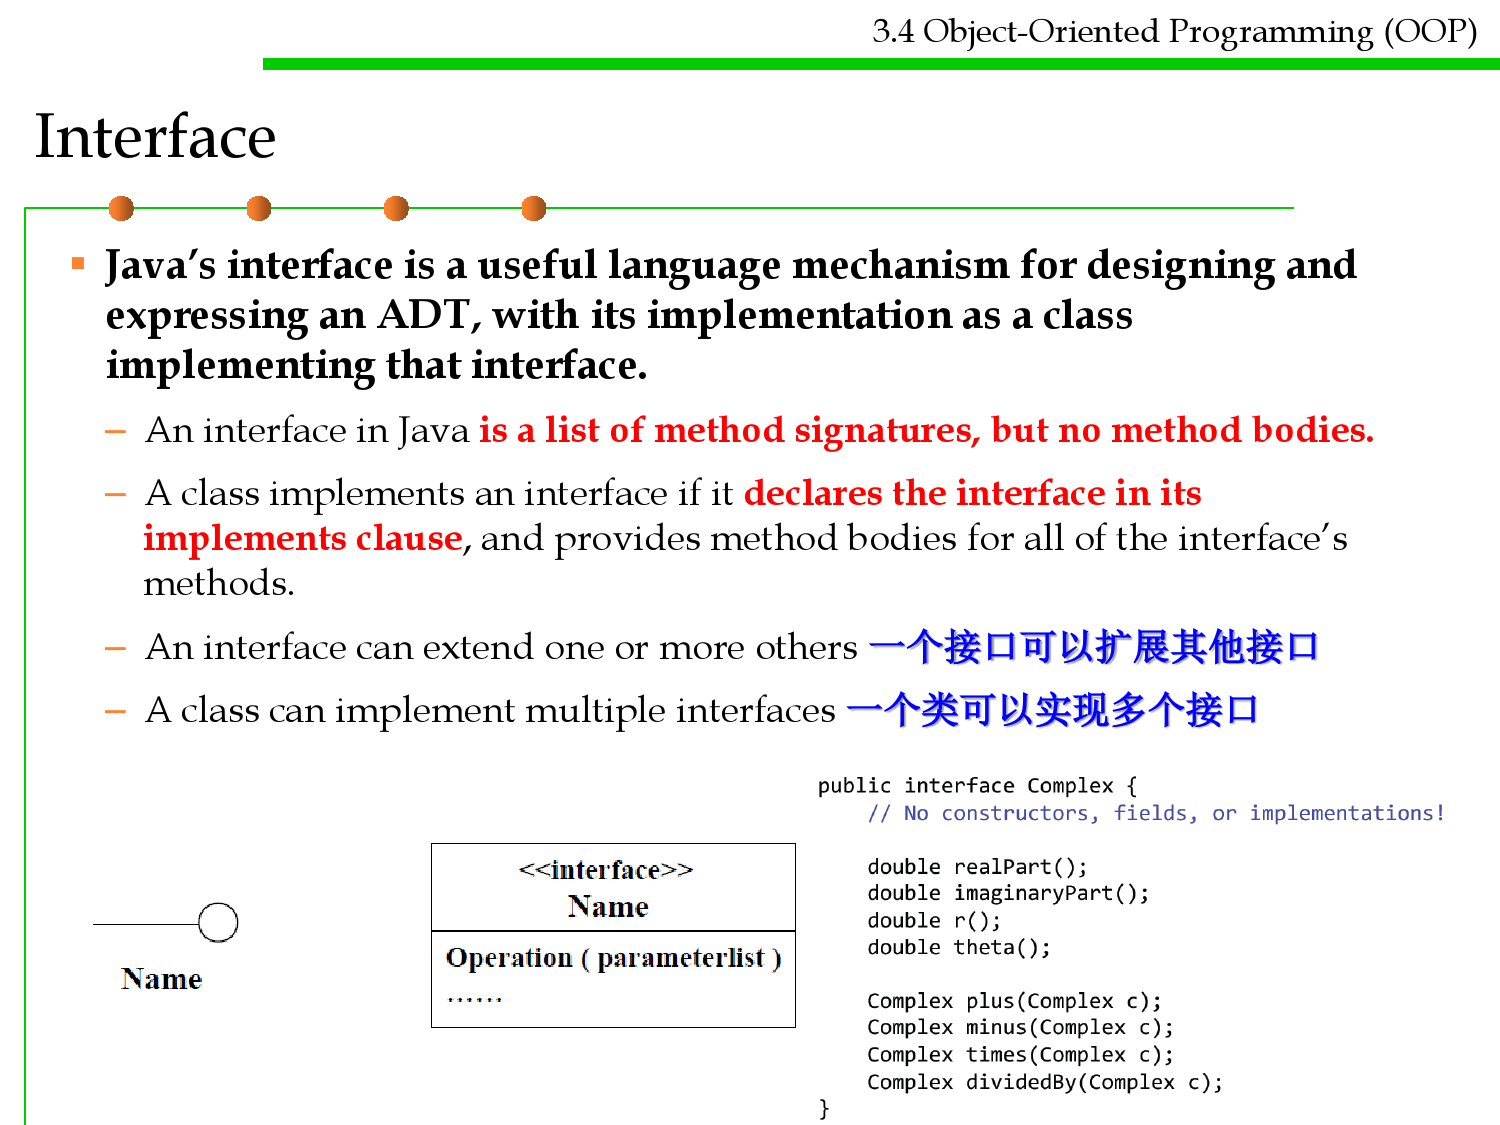 3.4 Object-Oriented Programming (OOP)
Interface
Java’s interface is a useful language mechanism for designing and
expressing an ADT, with its implementation as a class
implementing that interface.
– An interface in Java is a list of method signatures, but no method bodies.
– A class implements an interface if it declares the interface in its
implements clause, and provides method bodies for all of the interface’s
methods.
– An interface can extend one or more others 一个接口可以扩展其他接口
– A class can implement multiple interfaces 一个类可以实现多个接口
Name
<<interface>>
Name
Operation ( parameterlist )
......
public interface Complex {
// No constructors, fields, or implementations!
double realPart();
double imaginaryPart();
double r();
double theta();
Complex plus(Complex c);
Complex minus(Complex c);
Complex times(Complex c);
Complex dividedBy(Complex c);
}